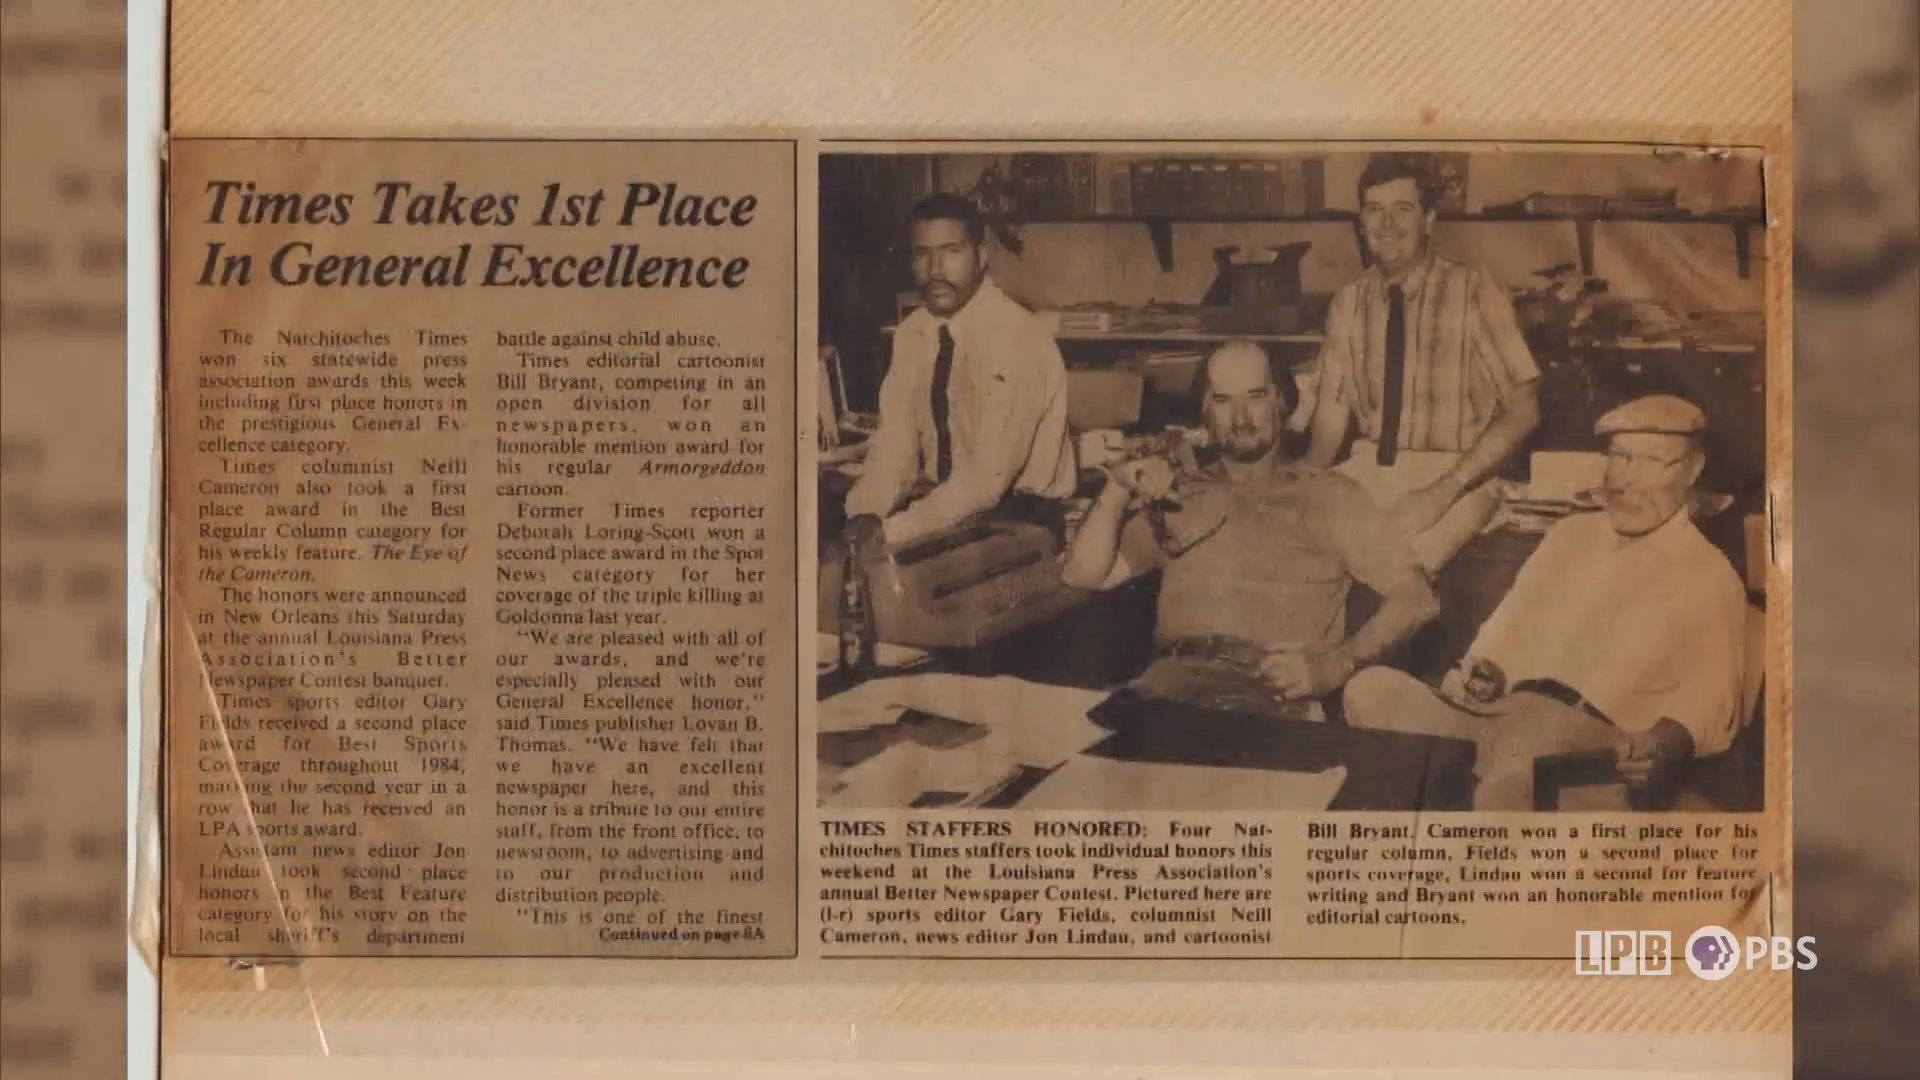 Times Takes 1st Place
In General Excellence
The Natchitoches Times
won six statewide press
association awards this week
including first place honors in
the prestigious General Ex-
cellence category.
Times columnist Neill
Cameron also took a first
place award in the Best
Regular Column category for
his weekly feature, The Eye of
the Cameron.
The honors were announced
in New Orleans this Saturday
at the annual Louisiana Press
Association's Better
Newspaper Contest banquet.
Times sports editor Gary
Fields received a second place
award for Best Sports
Coverage throughout 1984,
marking the second year in a
row that he has received an
LPA sports award.
Assistant news editor Jon
Lindau took second place
honors in the Best Feature
category for his story on the
local sheriff's department
battle against child abuse.
Times editorial cartoonist
Bill Bryant, competing in an
open division for all
newspapers, won an
honorable mention award for
his regular Armorgeddon
cartoon.
Former Times reporter
Deborah Loring-Scott won a
second place award in the Spot
News category for her
coverage of the triple killing at
Goldonna last year.
"We are pleased with all of
our awards, and we're
especially pleased with our
General Excellence honor,"
said Times publisher Lovan B.
Thomas. "We have felt that
we have an excellent
newspaper here, and this
honor is a tribute to our entire
staff, from the front office, to
newsroom, to advertising and
to our production and
distribution people.
"This is one of the finest
Continued on page 8A
TIMES STAFFERS HONORED: Four Nat-
chitoches Times staffers took individual honors this
weekend at the Louisiana Press Association's
annual Better Newspaper Contest. Pictured here are
(l-r) sports editor Gary Fields, columnist Neill
Cameron, news editor Jon Lindau, and cartoonist
Bill Bryant. Cameron won a first place for his
regular column, Fields won a second place for
sports coverage, Lindau won a second for feature
writing and Bryant won an honorable mention for
editorial cartoons.
LPB PBS